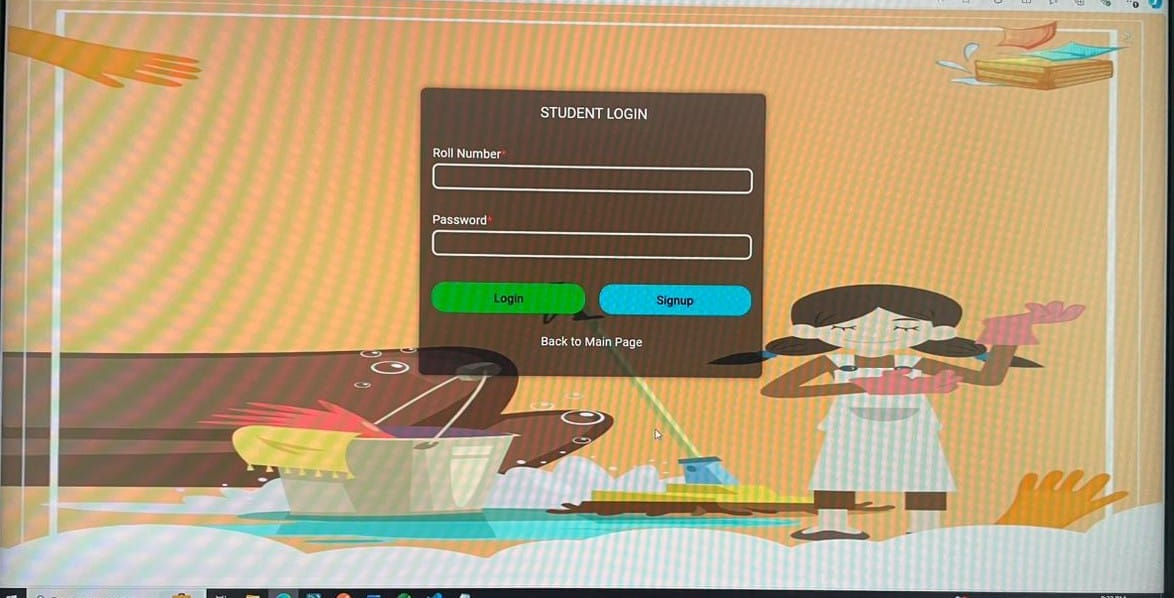 STUDENT LOGIN
Roll Number*
Password*
Login
Signup
Back to Main Page